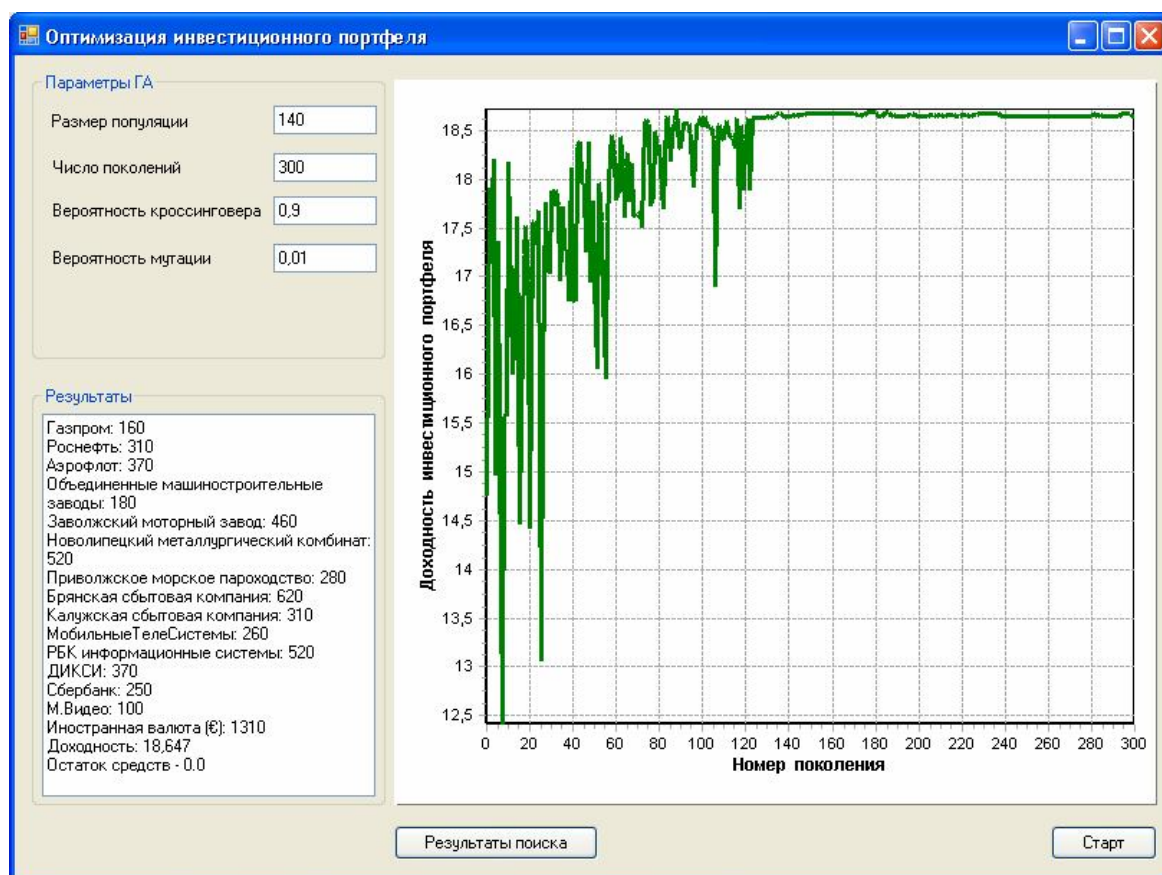 Оптимизация инвестиционного портфеля
Параметры ГА
Размер популяции 140
Число поколений 300
Вероятность кроссинговера 0,9
Вероятность мутации 0,01
Результаты
Газпром: 160
Роснефть: 310
Аэрофлот: 370
Объединенные машиностроительные
заводы: 180
Заволжский моторный завод: 460
Новолипецкий металлургический комбинат:
520
Приволжское морское пароходство: 280
Брянская сбытовая компания: 620
Калужская сбытовая компания: 310
МобильныеТелеСистемы: 260
РБК информационные системы: 520
ДИКСИ: 370
Сбербанк: 250
М.Видео: 100
Иностранная валюта (€): 1310
Доходность: 18,647
Остаток средств - 0.0
Доходность инвестиционного портфеля
18,5
18
17,5
17
16,5
16
15,5
15
14,5
14
13,5
13
12,5
0 20 40 60 80 100 120 140 160 180 200 220 240 260 280 300
Номер поколения
Результаты поиска
Старт